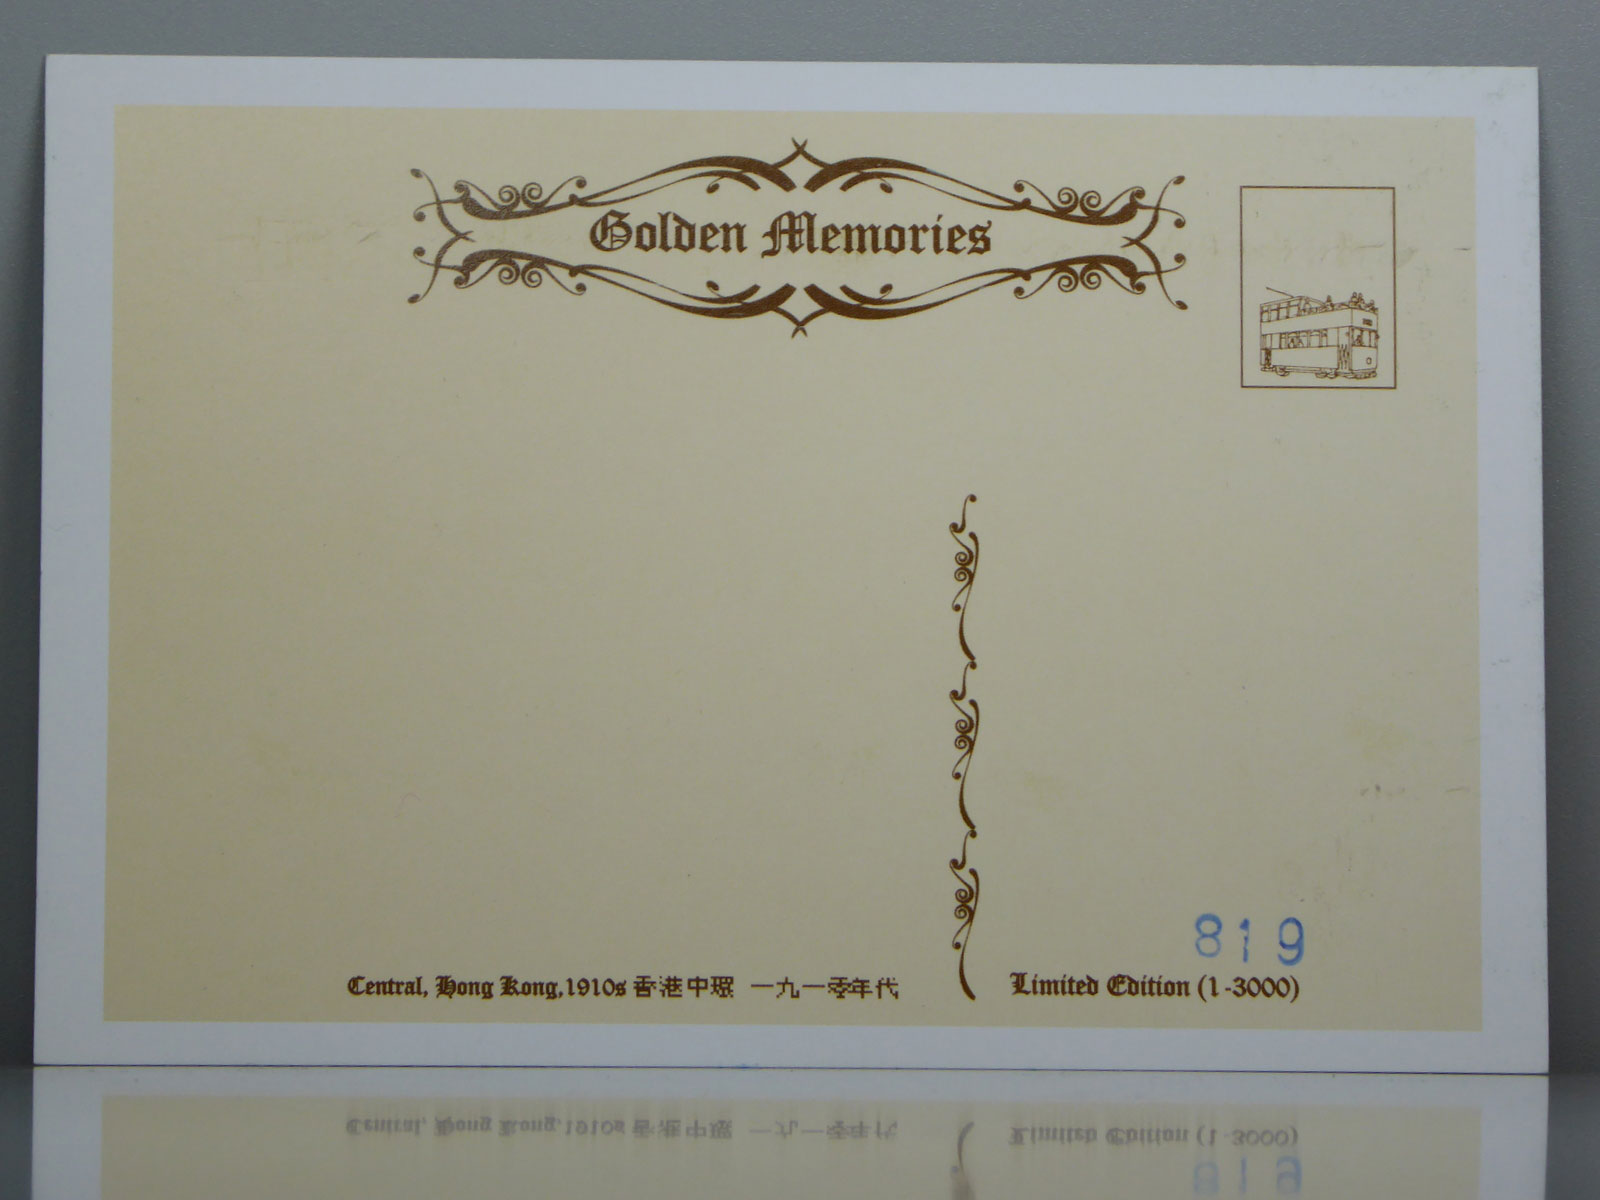 Golden Memories
819
Central, Hong Kong, 1910s 香港中環 一九一零年代
Limited Edition (1-3000)